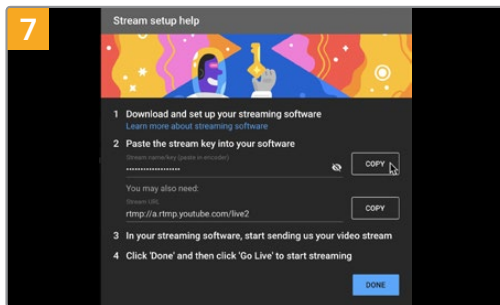 7
Stream setup help
1 Download and set up your streaming software
Learn more about streaming software
2 Paste the stream key into your software
Stream name/key (paste in encoder)
••••••••••••••••••••
COPY
You may also need:
Stream URL
rtmp://a.rtmp.youtube.com/live2
COPY
3 In your streaming software, start sending us your video stream
4 Click 'Done' and then click 'Go Live' to start streaming
DONE